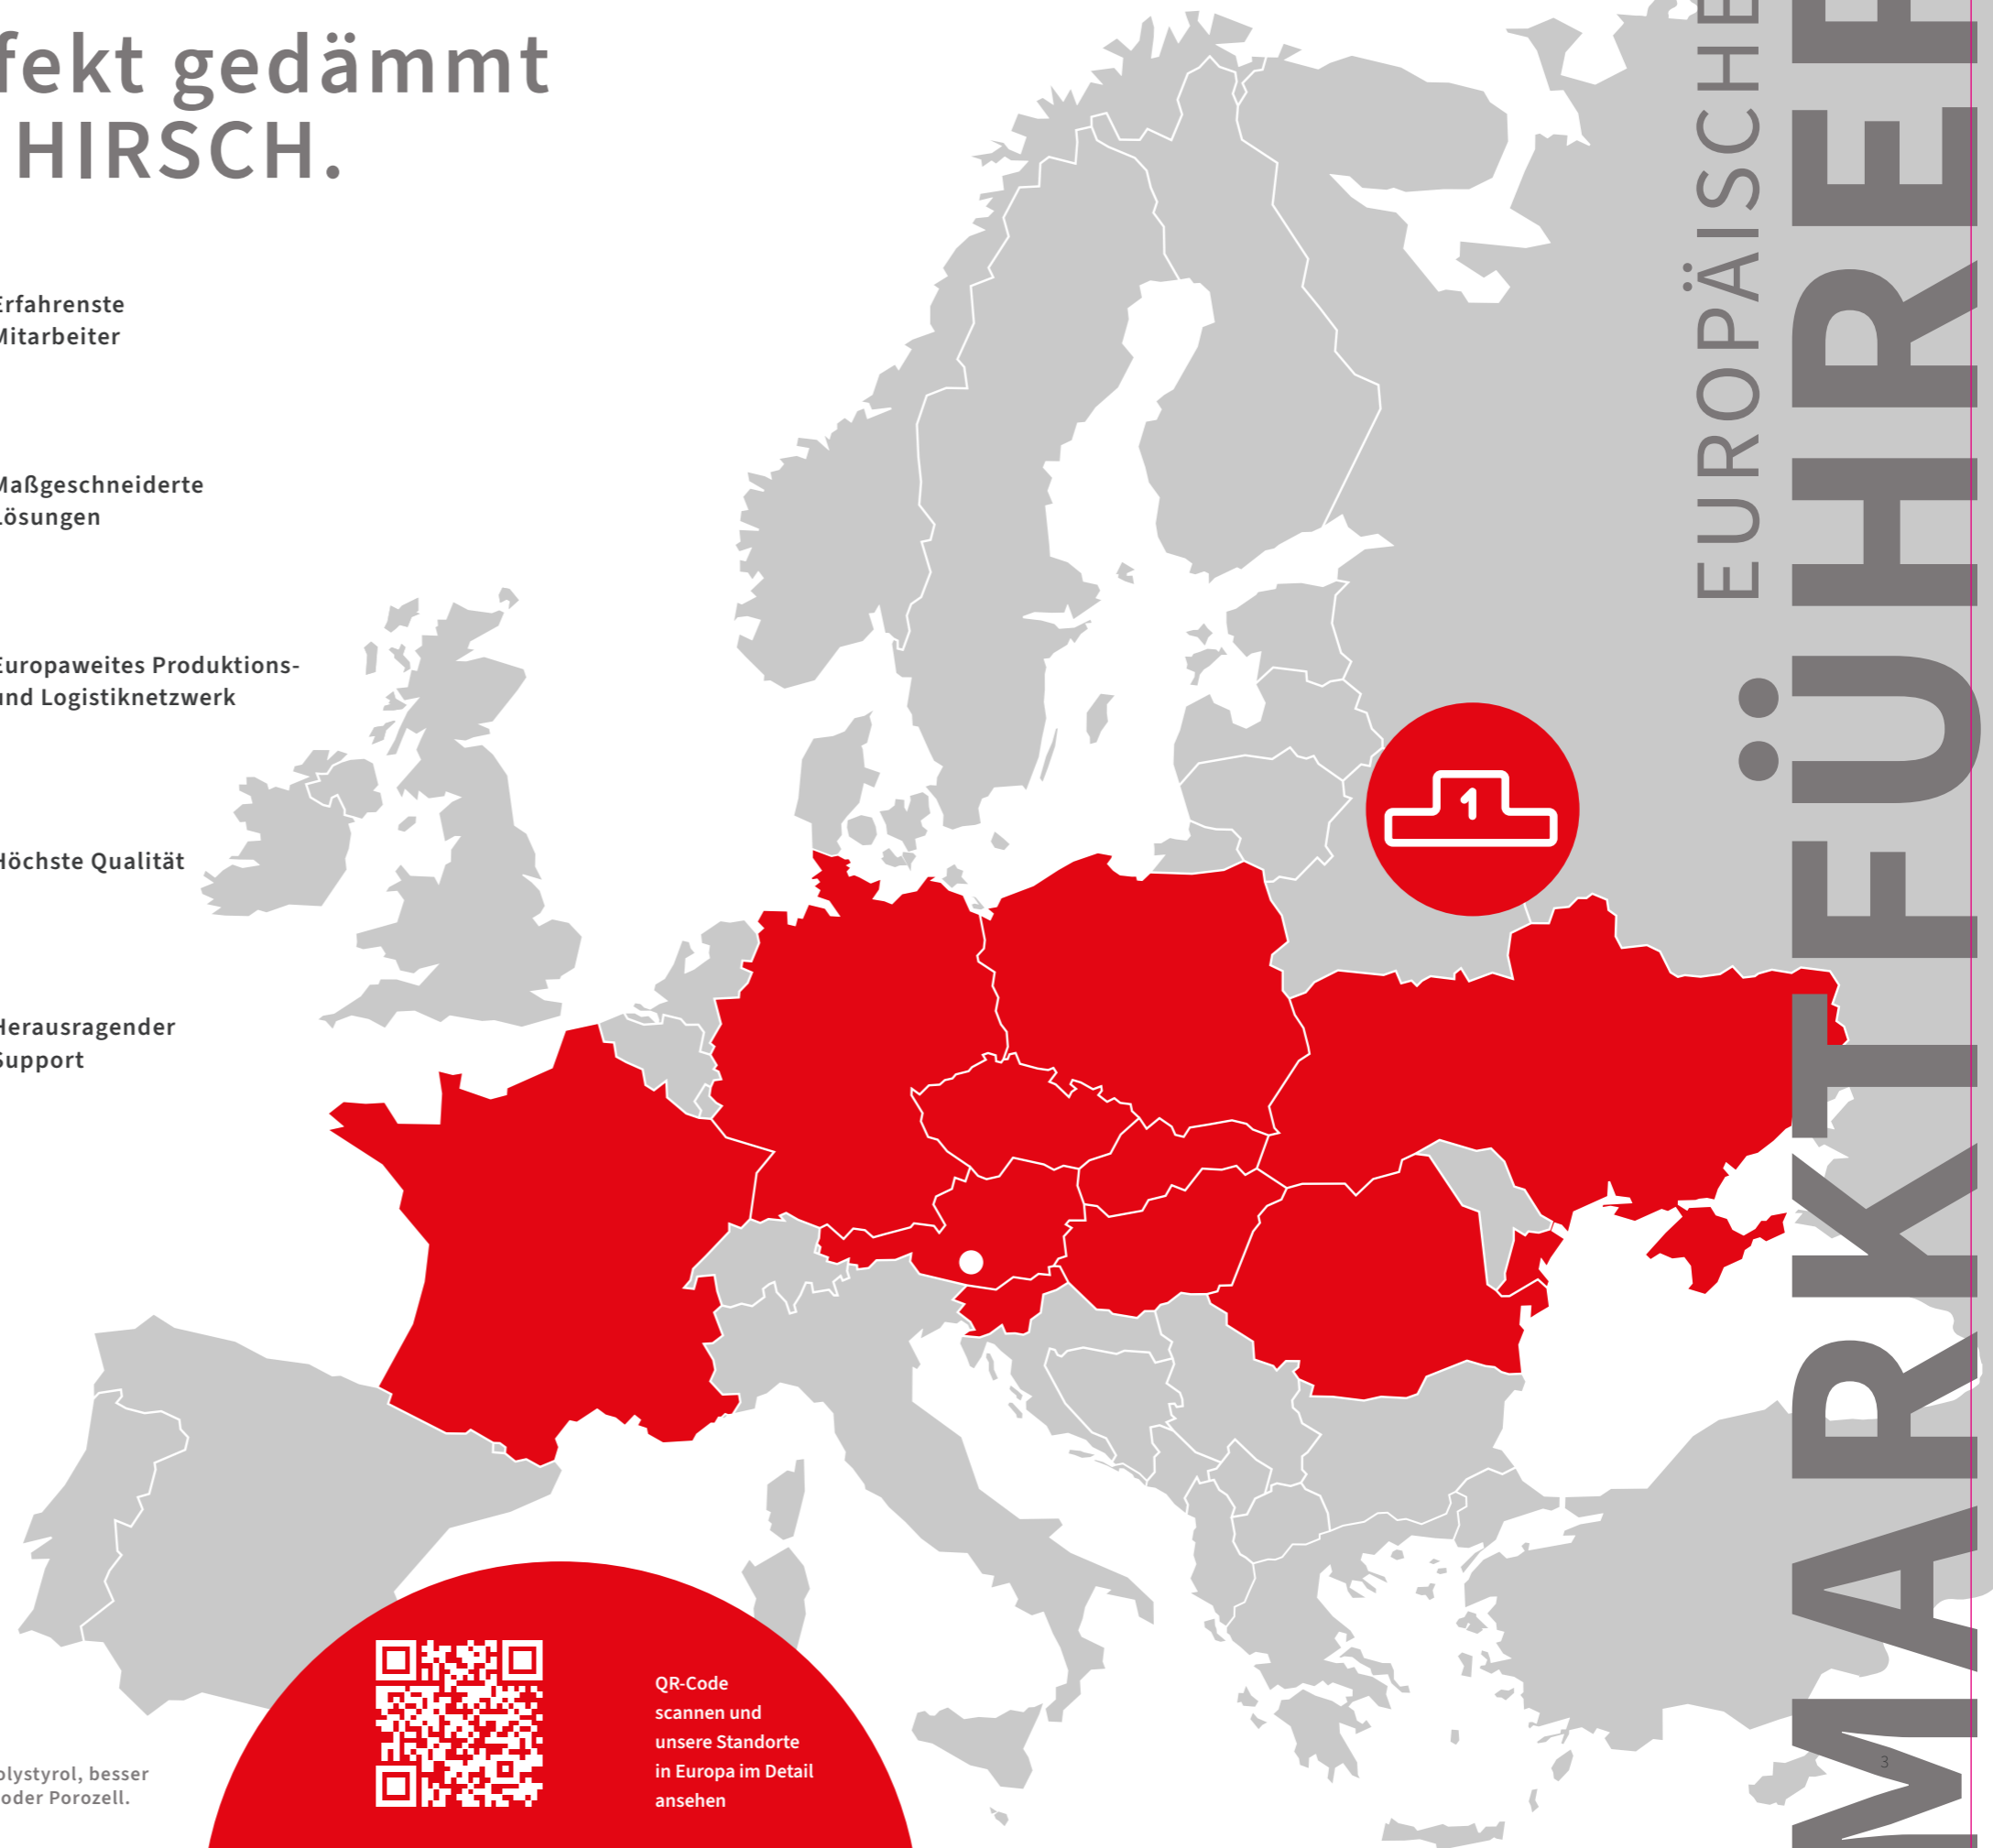 fekt gedämmt
HIRSCH.
Erfahrenste
Mitarbeiter
Maßgeschneiderte
Lösungen
Europaweites Produktions-
und Logistiknetzwerk
Höchste Qualität
Herausragender
Support
olystyrol, besser
oder Porozell.
QR-Code
scannen und
unsere Standorte
in Europa im Detail
ansehen
1
EUROPÄISCHE
MARKTFÜHRER
3